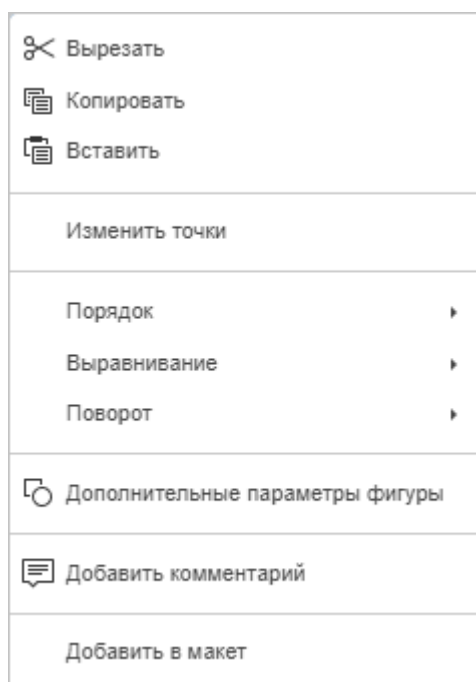 Вырезать
Копировать
Вставить
Изменить точки
Порядок
Выравнивание
Поворот
Дополнительные параметры фигуры
Добавить комментарий
Добавить в макет